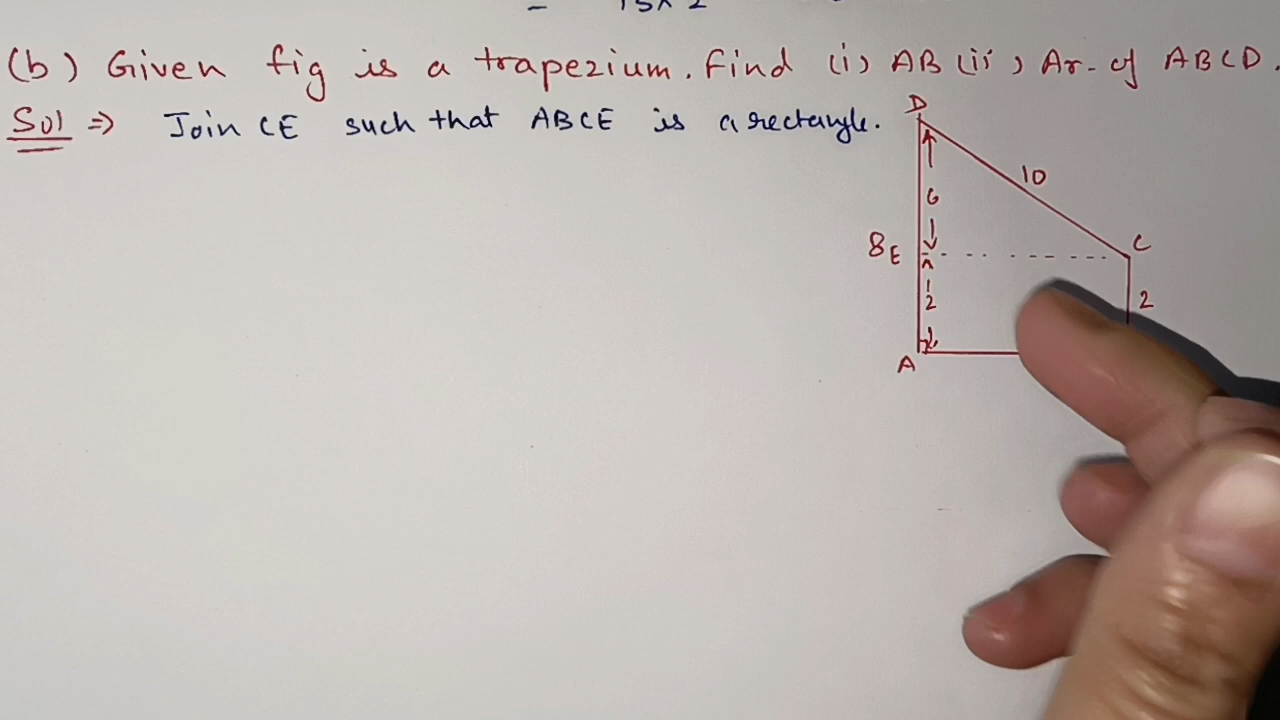 (b) Given fig is a trapezium. Find (i) AB (ii) Ar. of ABCD.
Sol ⇒ Join CE such that ABCE is a rectangle.
D
10
6
8
E
C
2
2
A